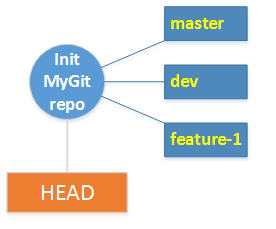 Init
MyGit
repo
master
dev
feature-1
HEAD